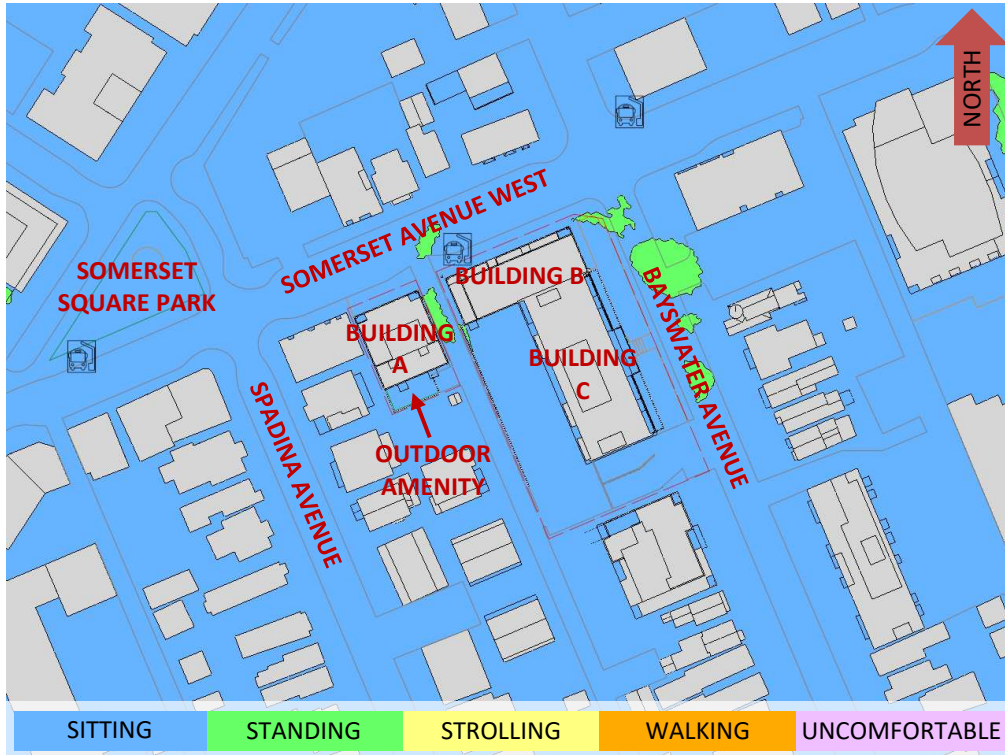 NORTH
SOMERSET AVENUE WEST
SOMERSET
SQUARE PARK
BUILDING B
BUILDING
A
BUILDING
C
BAYSWATER AVENUE
SPADINA AVENUE
OUTDOOR
AMENITY
SITTING
STANDING
STROLLING
WALKING
UNCOMFORTABLE